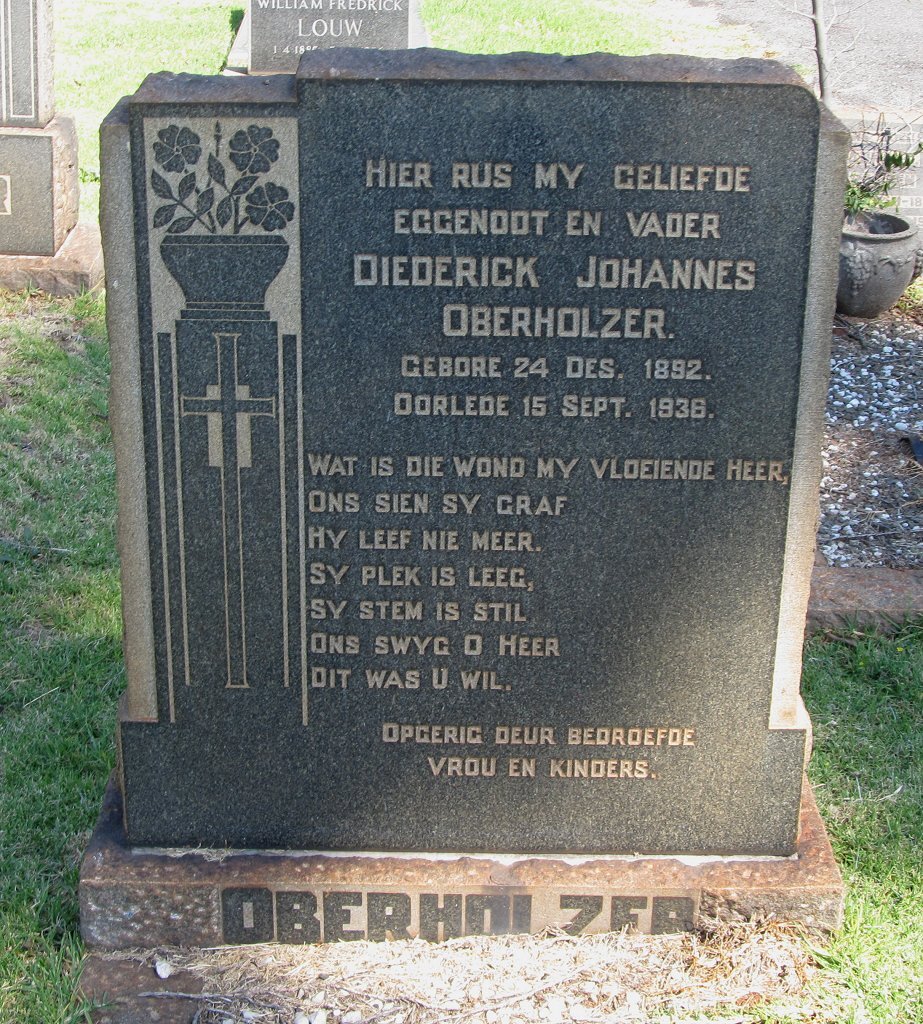 WILLIAM FREDRICK
LOUW
HIER RUS MY GELIEFDE
EGGENOOT EN VADER
DIEDERICK JOHANNES
OBERHOLZER.
GEBORE 24 DES. 1892.
OORLEDE 15 SEPT. 1936.
WAT IS DIE WOND MY VLOEIENDE HEER,
ONS SIEN SY GRAF
HY LEEF NIE MEER.
SY PLEK IS LEEG,
SY STEM IS STIL
ONS SWYG O HEER
DIT WAS U WIL.
OPGERIG DEUR BEDROEFDE
VROU EN KINDERS.
OBERHOLZER